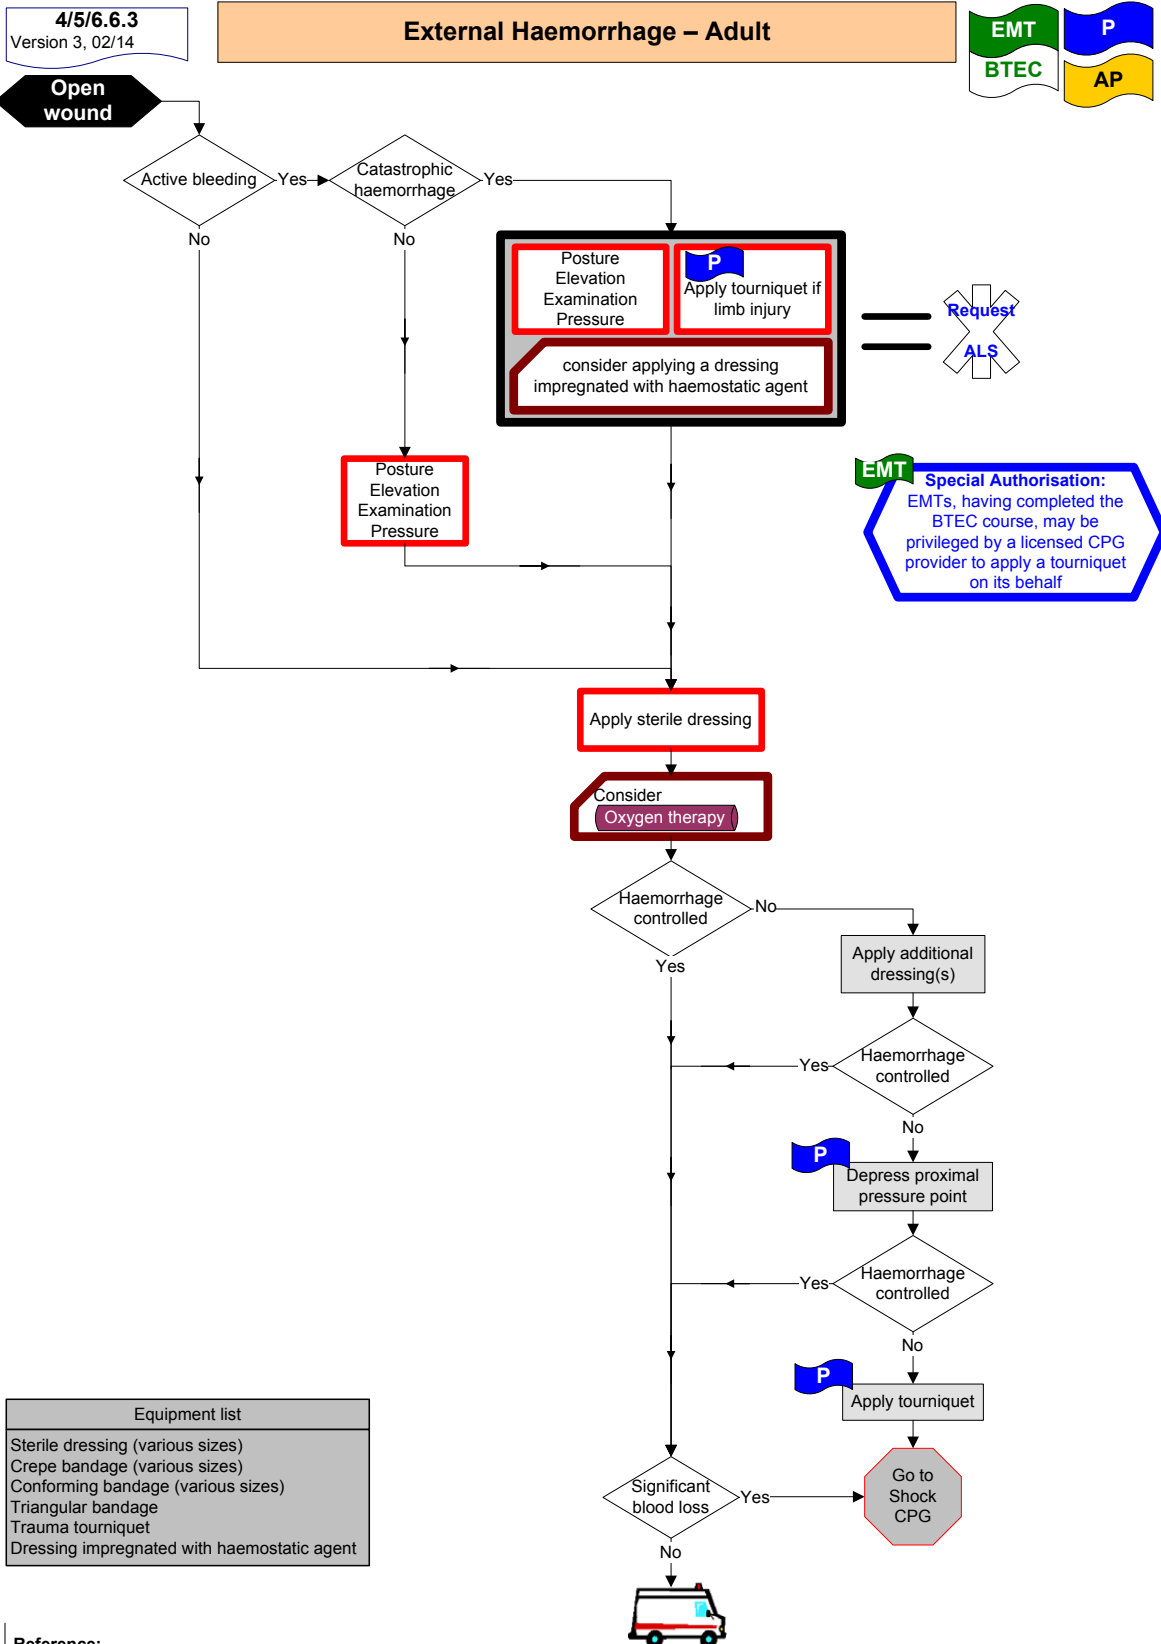 4/5/6.6.3
Version 3, 02/14
External Haemorrhage – Adult
EMT
P
BTEC
AP
Open
wound
Active bleeding
Yes
Catastrophic
haemorrhage
Yes
No
No
Posture
Elevation
Examination
Pressure
P
Apply tourniquet if
limb injury
consider applying a dressing
impregnated with haemostatic agent
Request
ALS
Posture
Elevation
Examination
Pressure
EMT
Special Authorisation:
EMTs, having completed the
BTEC course, may be
privileged by a licensed CPG
provider to apply a tourniquet
on its behalf
Apply sterile dressing
Consider
Oxygen therapy
Haemorrhage
controlled
No
Yes
Apply additional
dressing(s)
Haemorrhage
controlled
Yes
No
P
Depress proximal
pressure point
Haemorrhage
controlled
Yes
No
P
Apply tourniquet
Equipment list
Sterile dressing (various sizes)
Crepe bandage (various sizes)
Conforming bandage (various sizes)
Triangular bandage
Trauma tourniquet
Dressing impregnated with haemostatic agent
Significant
blood loss
Yes
Go to
Shock
CPG
No
Reference: